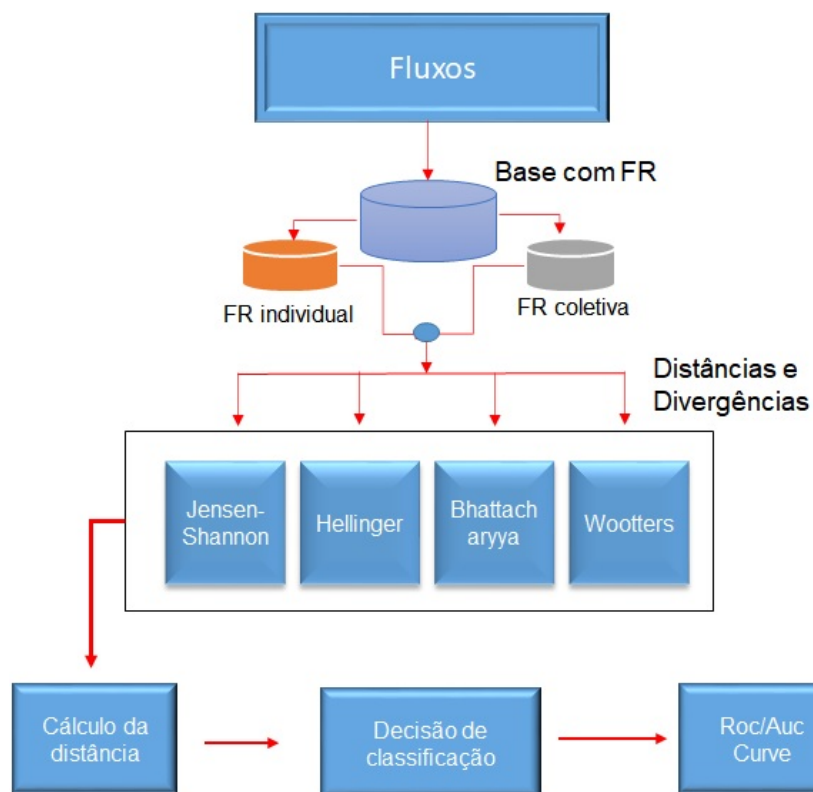 Fluxos
Base com FR
FR individual
FR coletiva
Distâncias e
Divergências
Jensen-
Shannon
Hellinger
Bhattach
aryya
Wootters
Cálculo da
distância
Decisão de
classificação
Roc/Auc
Curve